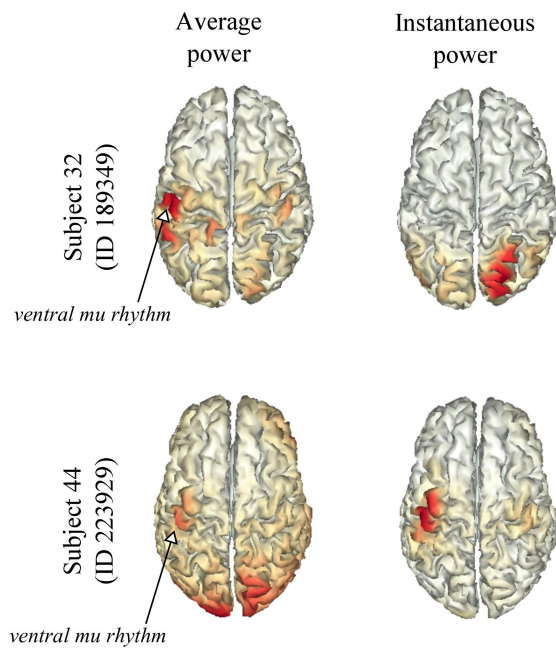 Average
power
Instantaneous
power
Subject 32
(ID 189349)
ventral mu rhythm
Subject 44
(ID 223929)
ventral mu rhythm